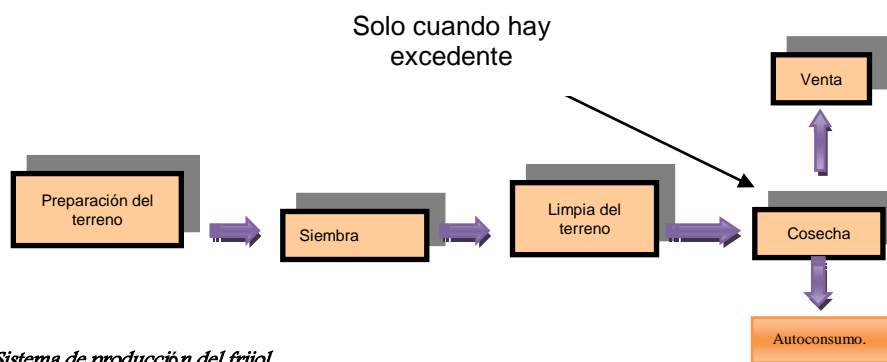 Solo cuando hay
excedente
Venta
Preparación del
terreno
Siembra
Limpia del
terreno
Cosecha
Autoconsumo.
Sistema de producción del frijol